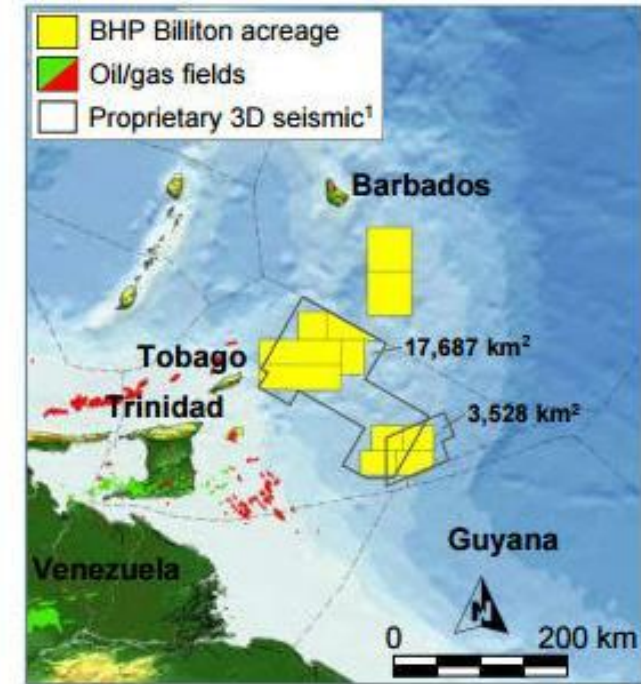 BHP Billiton acreage
Oil/gas fields
Proprietary 3D seismic¹
Barbados
17,687 km²
Tobago
Trinidad
3,528 km²
Guyana
Venezuela
N
0 200 km